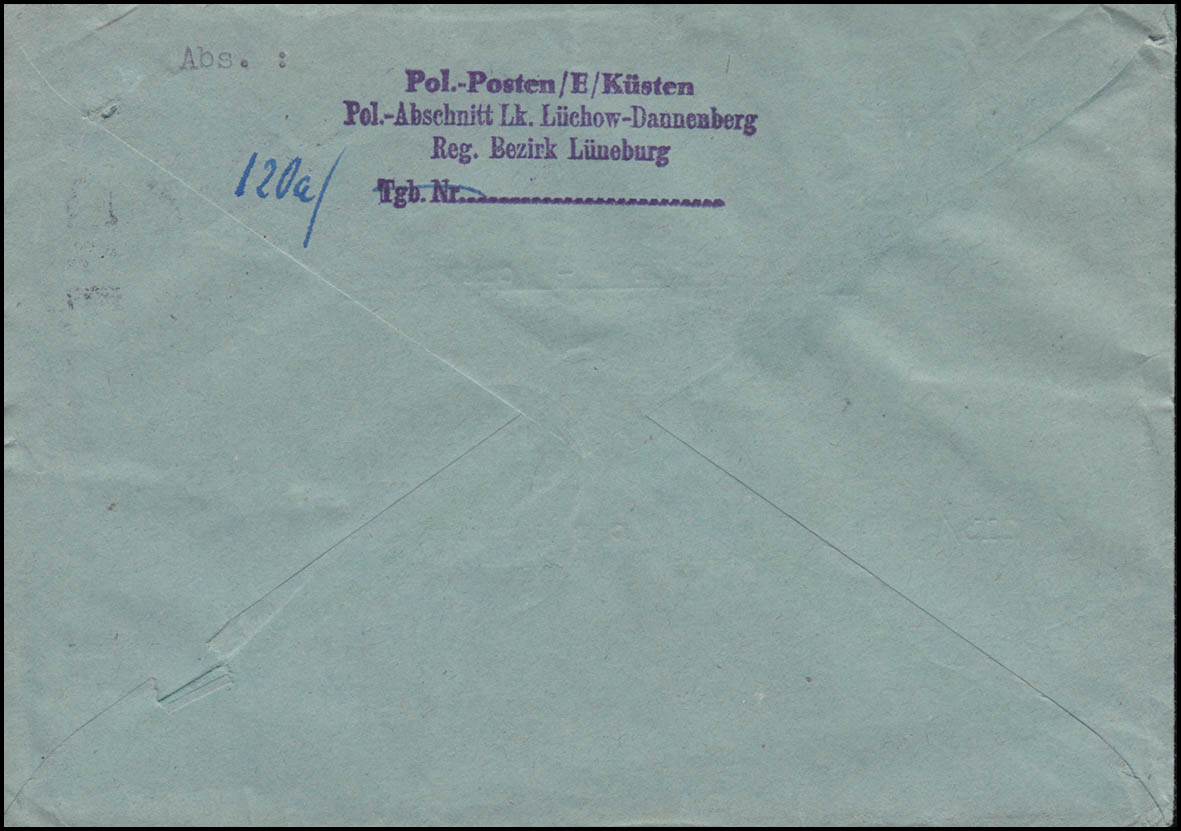 Abs. :
Pol.-Posten/E/Küsten
Pol.-Abschnitt Lk. Lüchow-Dannenberg
Reg. Bezirk Lüneburg
120a/ Tgb. Nr.............................